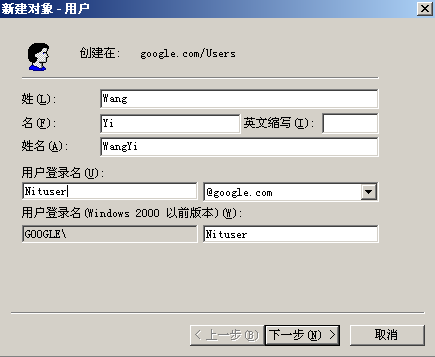 新建对象 - 用户
创建在: google.com/Users
姓(L): Wang
名(F): Yi 英文缩写(I):
姓名(A): WangYi
用户登录名(U):
Nituser @google.com
用户登录名(Windows 2000 以前版本)(W):
GOOGLE\ Nituser
< 上一步(B) 下一步(N) > 取消